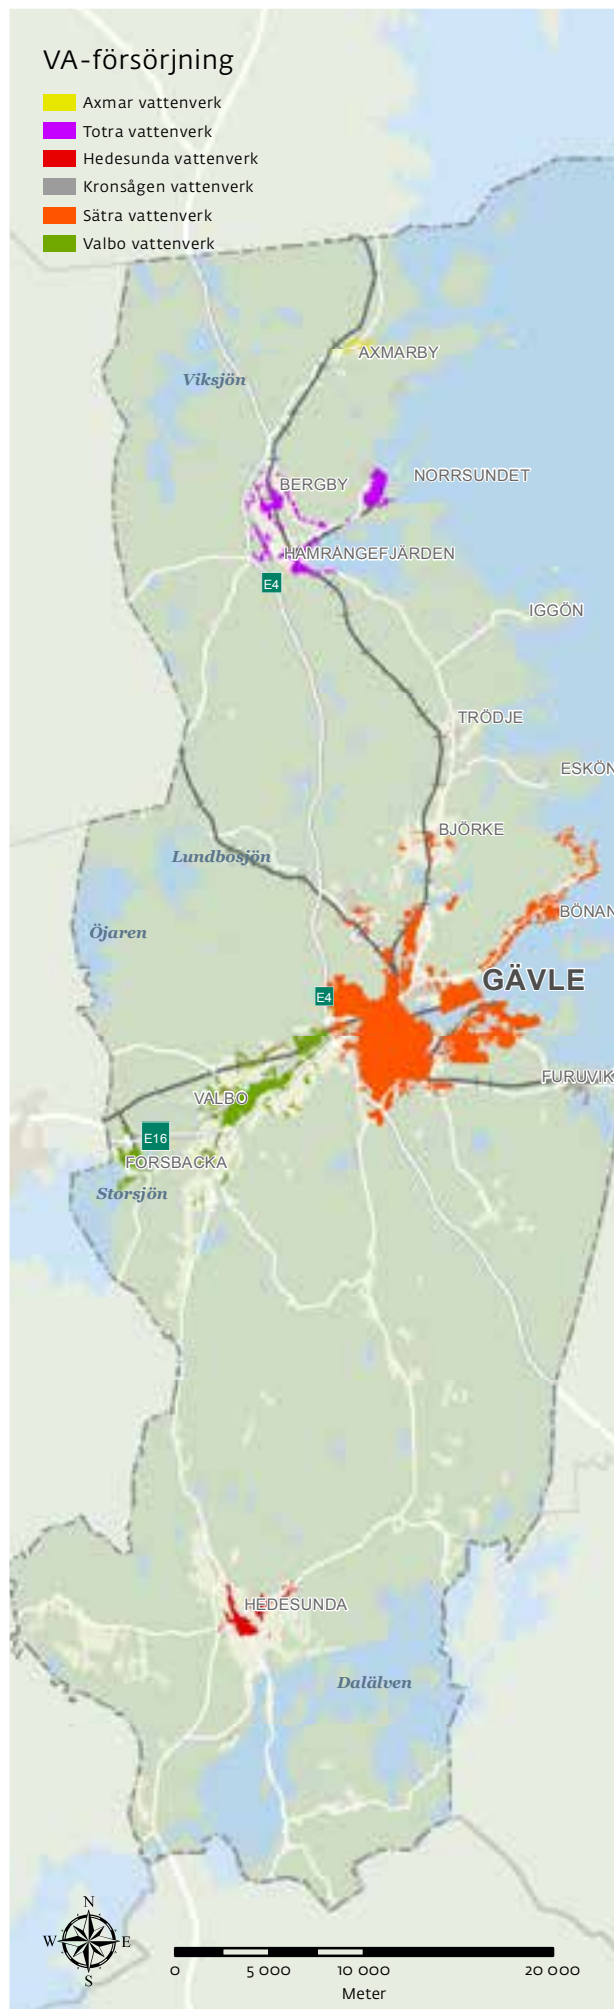 VA-försörjning
Axmar vattenverk
Totra vattenverk
Hedesunda vattenverk
Kronsågen vattenverk
Sätra vattenverk
Valbo vattenverk
AXMARBY
Viksjön
NORRSUNDET
BERGBY
HAMRÅNGEFJÄRDEN
E4
IGGÖN
TRÖDJE
ESKÖN
BJÖRKE
Lundbosjön
BÖNAN
Öjaren
GÄVLE
E4
FURUVIK
VALBO
E16
FORSBACKA
Storsjön
HEDESUNDA
Dalälven
N
W E
S
0 5 000 10 000 20 000
Meter